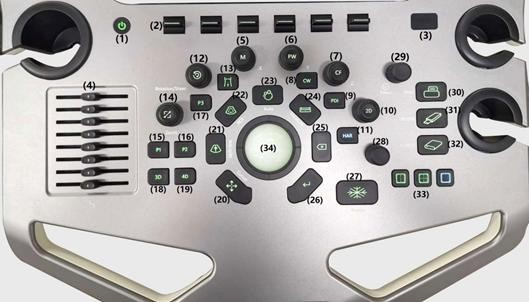 (1)
(2)
(3)
(4)
M
(5)
FW
(6)
CF
(7)
CW
(8)
PDI
(9)
2D
(10)
HAR
(11)
(12)
(13)
(14)
P1
(15)
P2
(16)
P3
(17)
3D
(18)
4D
(19)
(20)
(21)
(22)
(23)
(24)
(25)
(26)
(27)
(28)
(29)
(30)
(31)
(32)
(33)
(34)